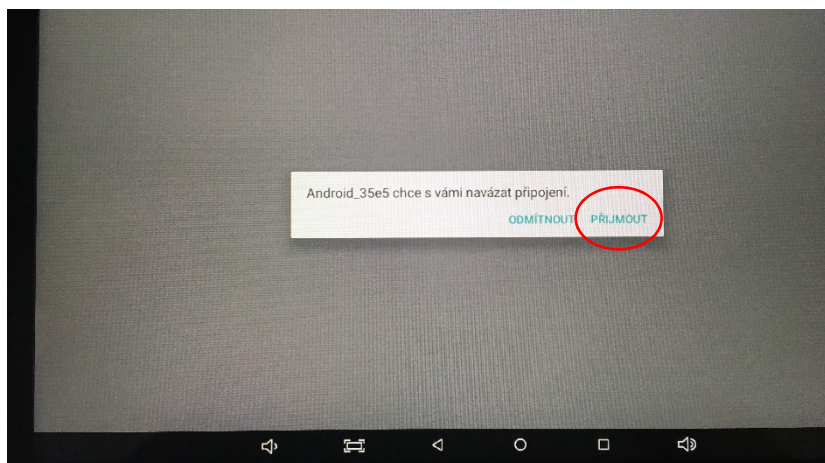 Android_35e5 chce s vámi navázat připojení.
ODMÍTNOUT PŘIJMOUT